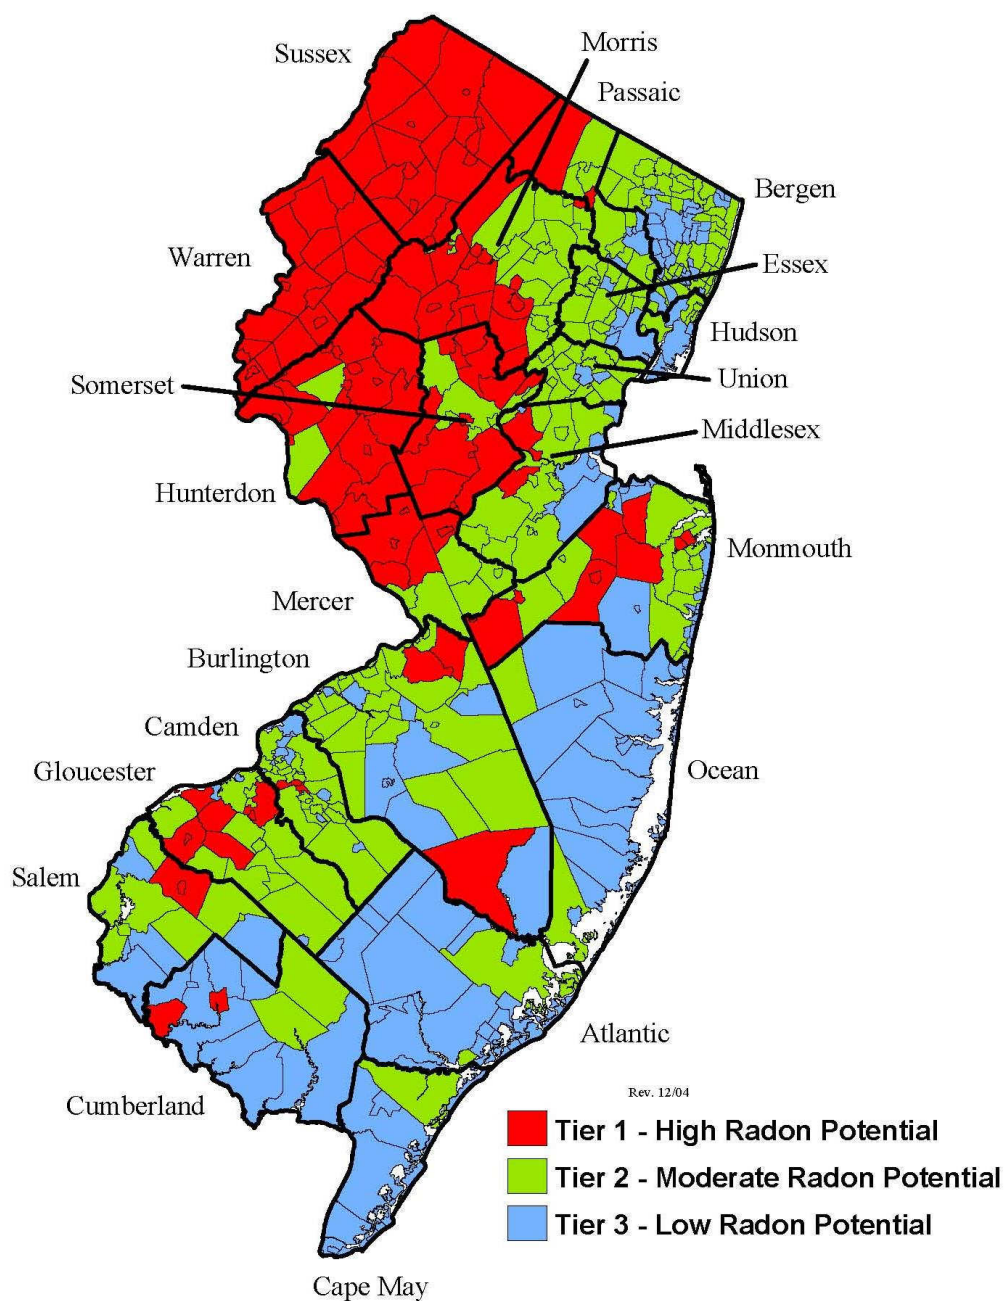 Sussex
Morris
Passaic
Bergen
Warren
Essex
Hudson
Somerset
Union
Middlesex
Hunterdon
Monmouth
Mercer
Burlington
Camden
Gloucester
Ocean
Salem
Atlantic
Cumberland
Rev. 12/04
Tier 1 - High Radon Potential
Tier 2 - Moderate Radon Potential
Tier 3 - Low Radon Potential
Cape May